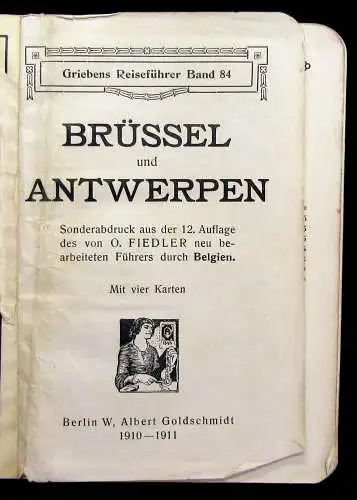 Griebens Reiseführer Band 84
BRÜSSEL
und
ANTWERPEN
Sonderabdruck aus der 12. Auflage
des von O. FIEDLER neu be-
arbeiteten Führers durch Belgien.
Mit vier Karten
Berlin W, Albert Goldschmidt
1910—1911